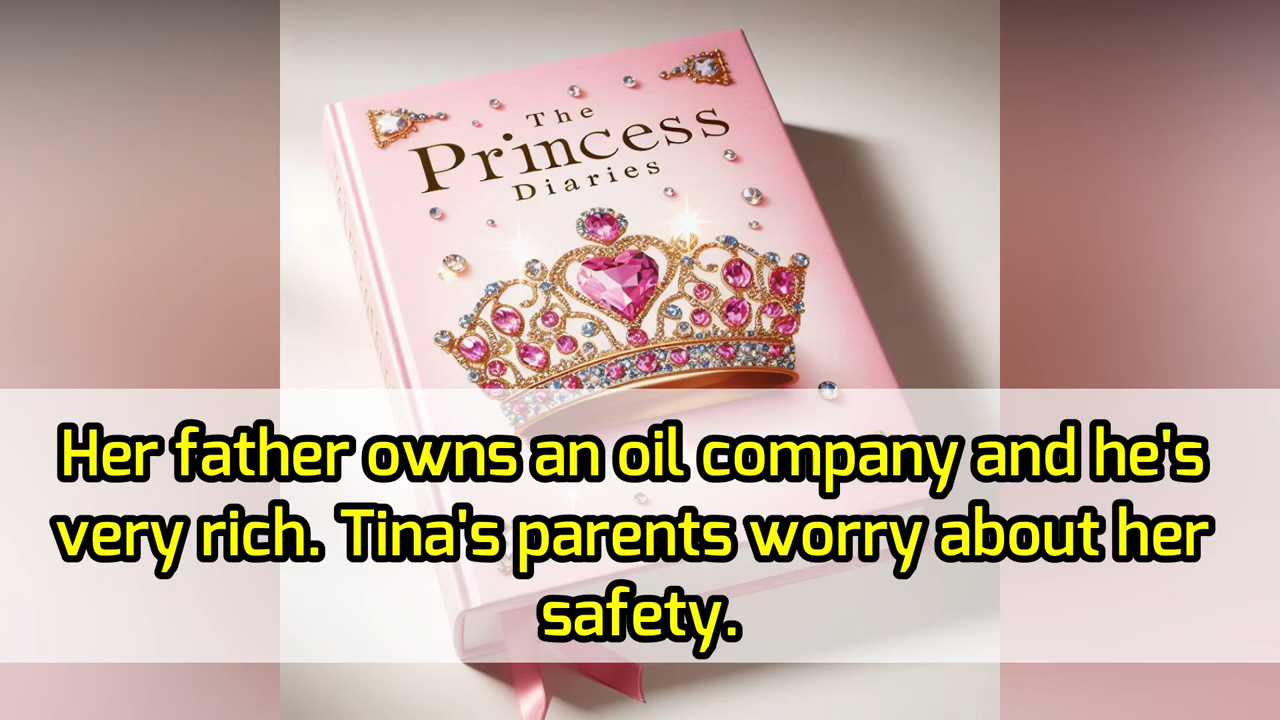 The
Princess
Diaries
Her father owns an oil company and he's
very rich. Tina's parents worry about her
safety.